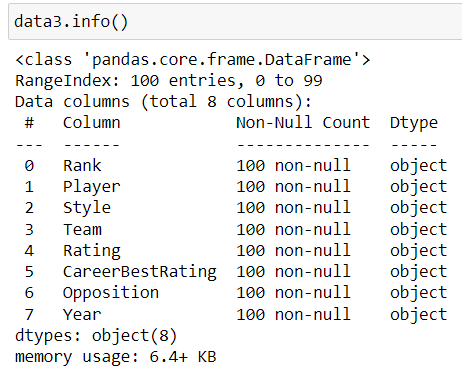 data3.info()
<class 'pandas.core.frame.DataFrame'>
RangeIndex: 100 entries, 0 to 99
Data columns (total 8 columns):
 #   Column            Non-Null Count  Dtype
---  ------            --------------  -----
 0   Rank              100 non-null    object
 1   Player            100 non-null    object
 2   Style             100 non-null    object
 3   Team              100 non-null    object
 4   Rating            100 non-null    object
 5   CareerBestRating  100 non-null    object
 6   Opposition        100 non-null    object
 7   Year              100 non-null    object
dtypes: object(8)
memory usage: 6.4+ KB